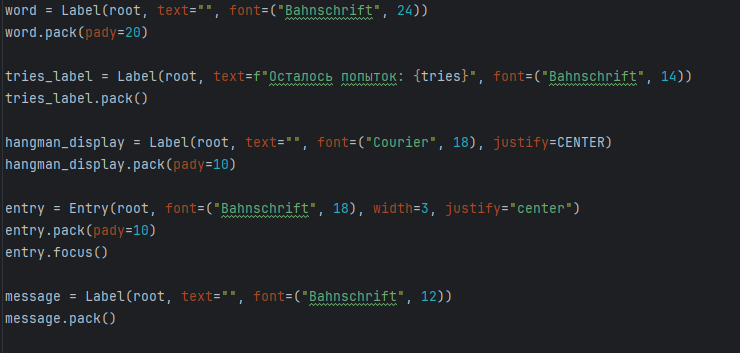 word = Label(root, text="", font=("Bahnschrift", 24))
word.pack(pady=20)
tries_label = Label(root, text=f"Осталось попыток: {tries}", font=("Bahnschrift", 14))
tries_label.pack()
hangman_display = Label(root, text="", font=("Courier", 18), justify=CENTER)
hangman_display.pack(pady=10)
entry = Entry(root, font=("Bahnschrift", 18), width=3, justify="center")
entry.pack(pady=10)
entry.focus()
message = Label(root, text="", font=("Bahnschrift", 12))
message.pack()